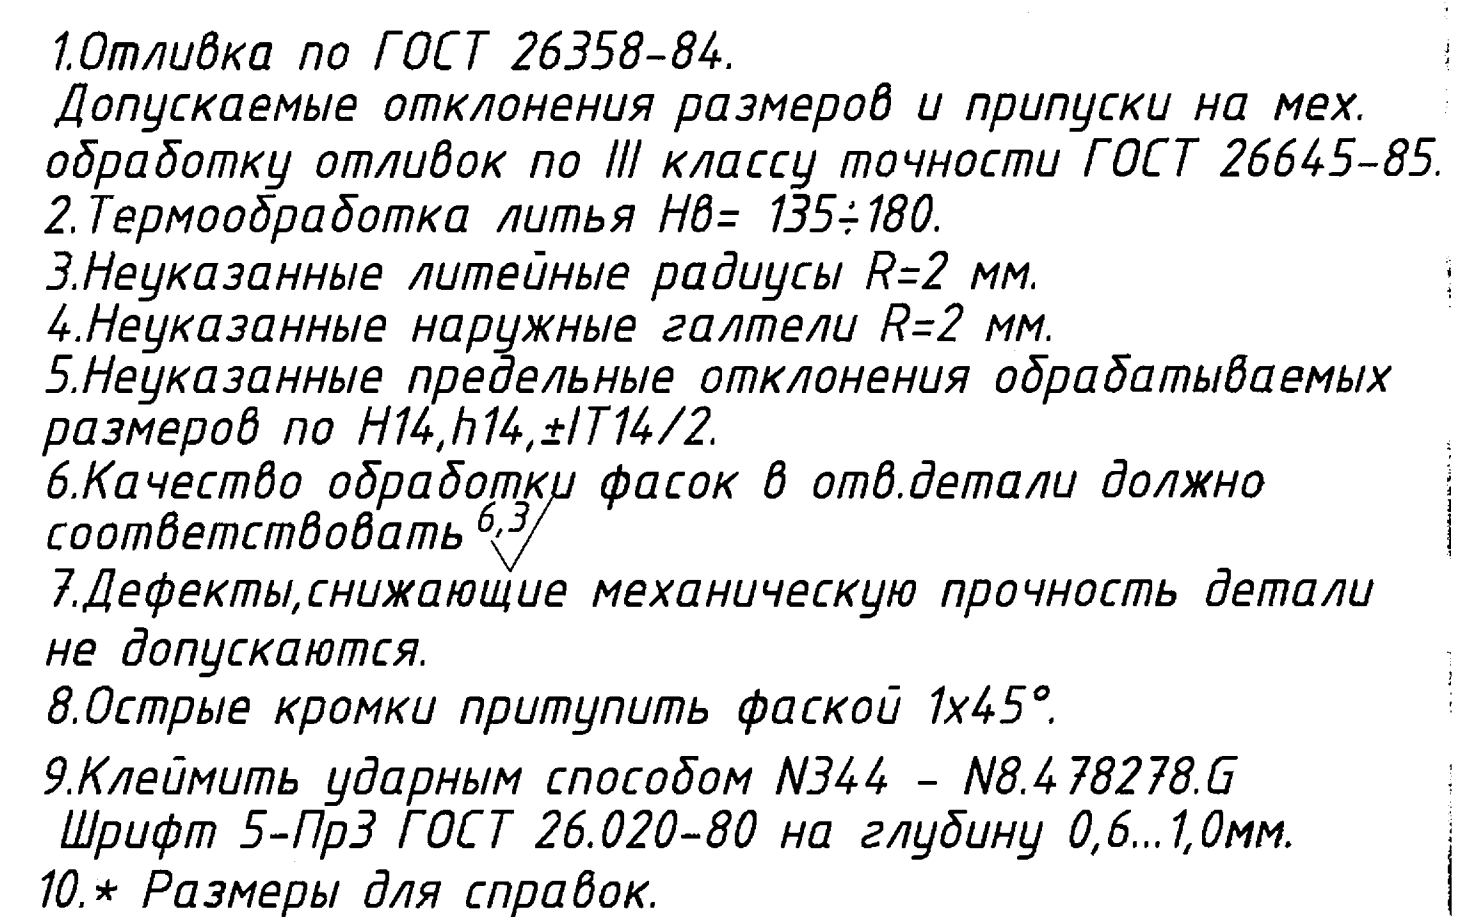 1.Отливка по ГОСТ 26358-84.
Допускаемые отклонения размеров и припуски на мех.
обработку отливок по III классу точности ГОСТ 26645-85.
2.Термообработка литья Нв= 135÷180.
3.Неуказанные литейные радиусы R=2 мм.
4.Неуказанные наружные галтели R=2 мм.
5.Неуказанные предельные отклонения обрабатываемых
размеров по H14,h14,±IT14/2.
6.Качество обработки фасок в отв.детали должно
соответствовать 6,3
7.Дефекты,снижающие механическую прочность детали
не допускаются.
8.Острые кромки притупить фаской 1х45°.
9.Клеймить ударным способом N344 - N8.478278.G
Шрифт 5-Пр3 ГОСТ 26.020-80 на глубину 0,6...1,0мм.
10.* Размеры для справок.